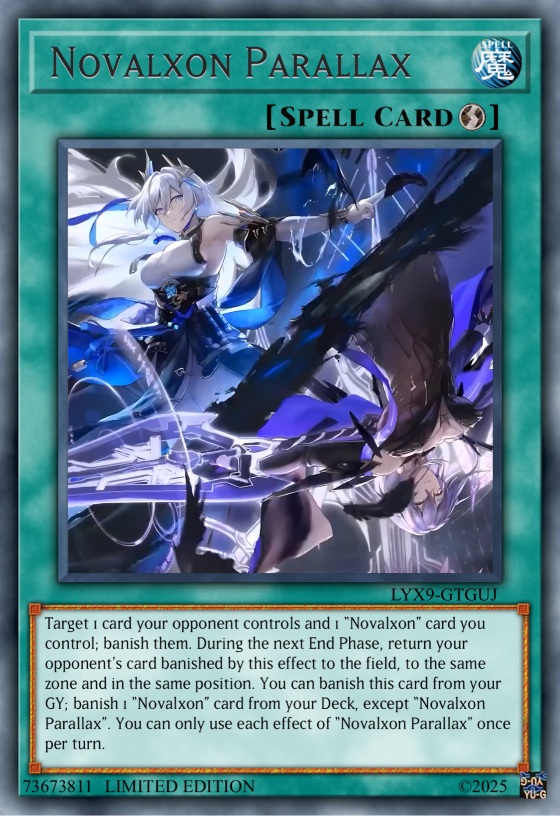 Novalxon Parallax
SPELL
魔
[Spell Card]
LYX9-GTGUJ
Target 1 card your opponent controls and 1 "Novalxon" card you
control; banish them. During the next End Phase, return your
opponent's card banished by this effect to the field, to the same
zone and in the same position. You can banish this card from your
GY; banish 1 "Novalxon" card from your Deck, except "Novalxon
Parallax". You can only use each effect of "Novalxon Parallax" once
per turn.
73673811 LIMITED EDITION
©2025
YU-G